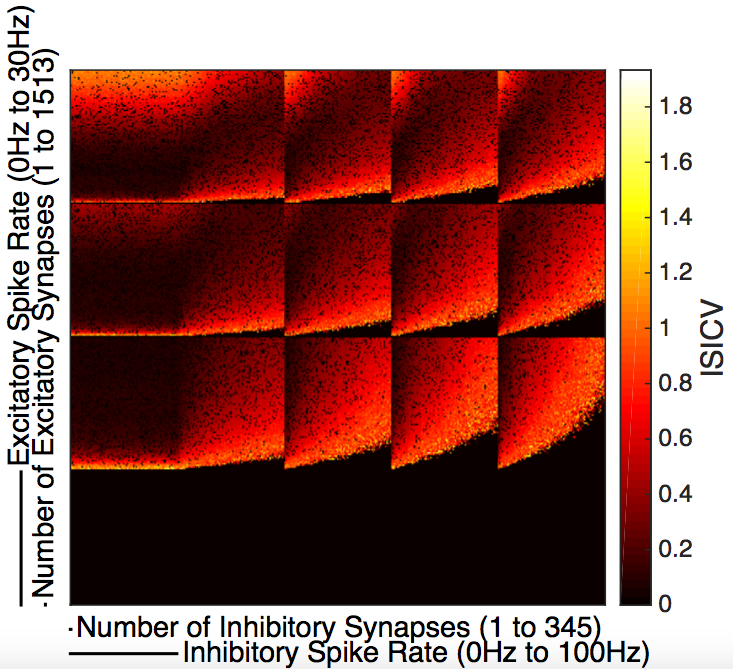 Excitatory Spike Rate (0Hz to 30Hz)
·Number of Excitatory Synapses (1 to 1513)
1.8
1.6
1.4
1.2
1
0.8
0.6
0.4
0.2
0
ISICV
·Number of Inhibitory Synapses (1 to 345)
Inhibitory Spike Rate (0Hz to 100Hz)